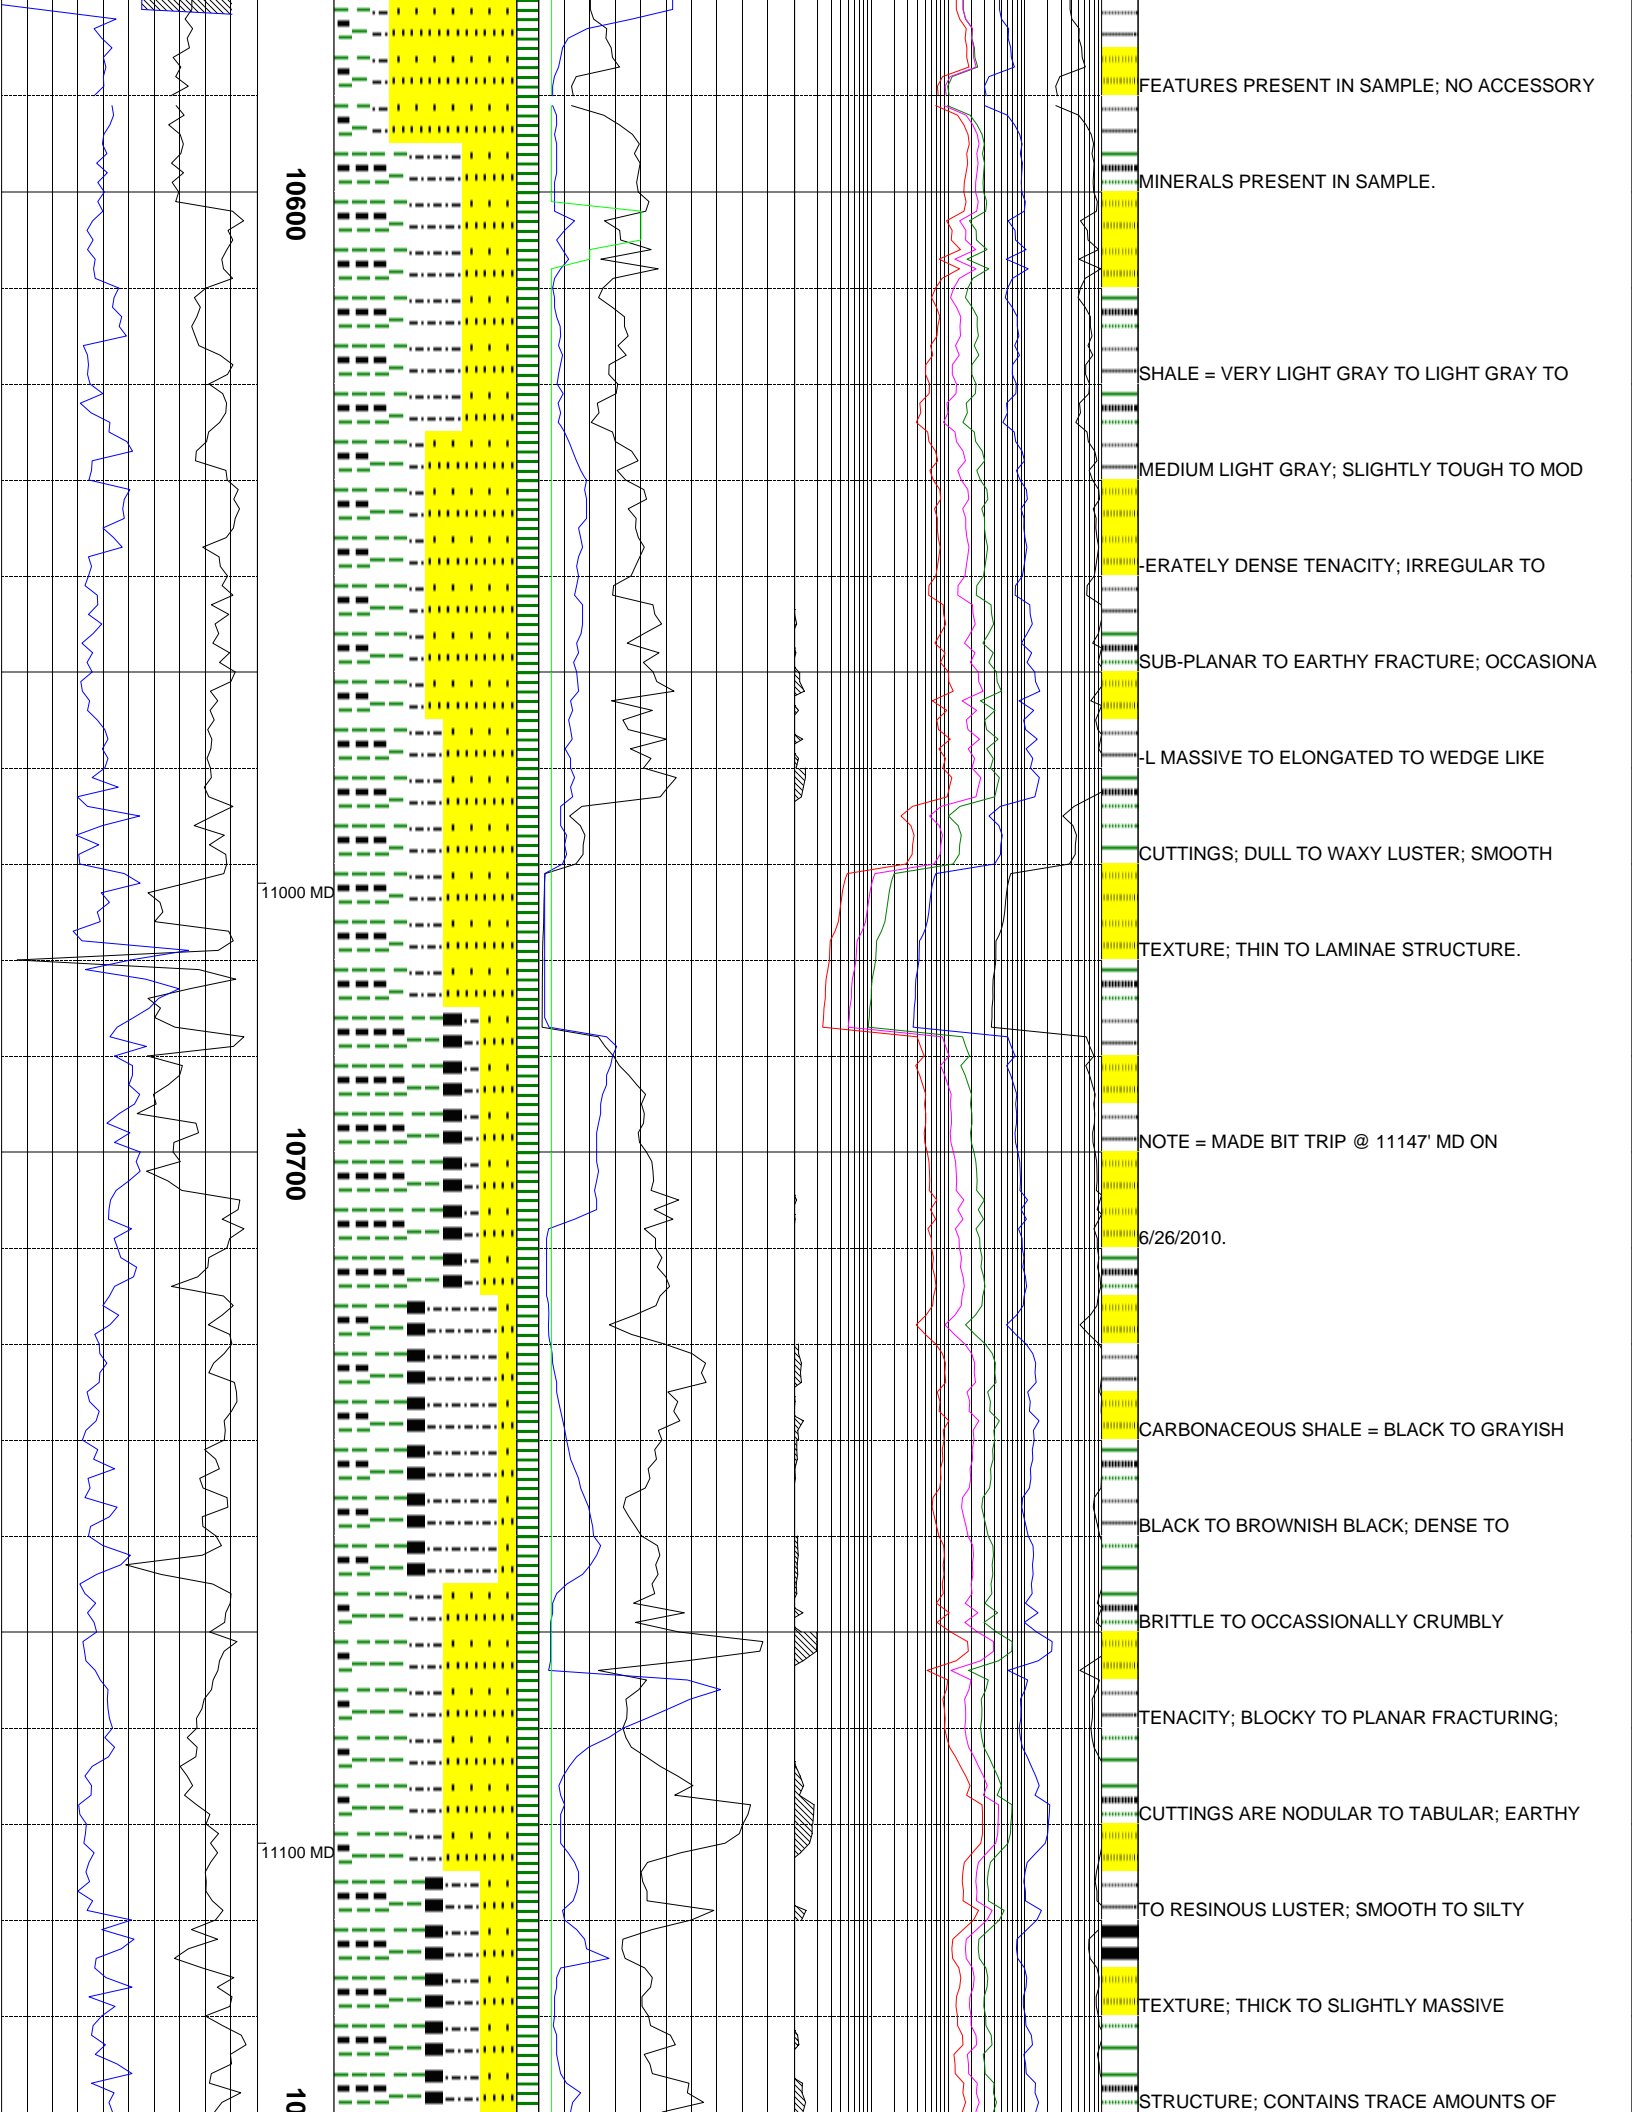 FEATURES PRESENT IN SAMPLE; NO ACCESSORY
10600
MINERALS PRESENT IN SAMPLE.
SHALE = VERY LIGHT GRAY TO LIGHT GRAY TO
MEDIUM LIGHT GRAY; SLIGHTLY TOUGH TO MOD
-ERATELY DENSE TENACITY; IRREGULAR TO
SUB-PLANAR TO EARTHY FRACTURE; OCCASIONA
-L MASSIVE TO ELONGATED TO WEDGE LIKE
CUTTINGS; DULL TO WAXY LUSTER; SMOOTH
11000 MD
TEXTURE; THIN TO LAMINAE STRUCTURE.
NOTE = MADE BIT TRIP @ 11147' MD ON
10700
6/26/2010.
CARBONACEOUS SHALE = BLACK TO GRAYISH
BLACK TO BROWNISH BLACK; DENSE TO
BRITTLE TO OCCASSIONALLY CRUMBLY
TENACITY; BLOCKY TO PLANAR FRACTURING;
CUTTINGS ARE NODULAR TO TABULAR; EARTHY
11100 MD
TO RESINOUS LUSTER; SMOOTH TO SILTY
TEXTURE; THICK TO SLIGHTLY MASSIVE
STRUCTURE; CONTAINS TRACE AMOUNTS OF